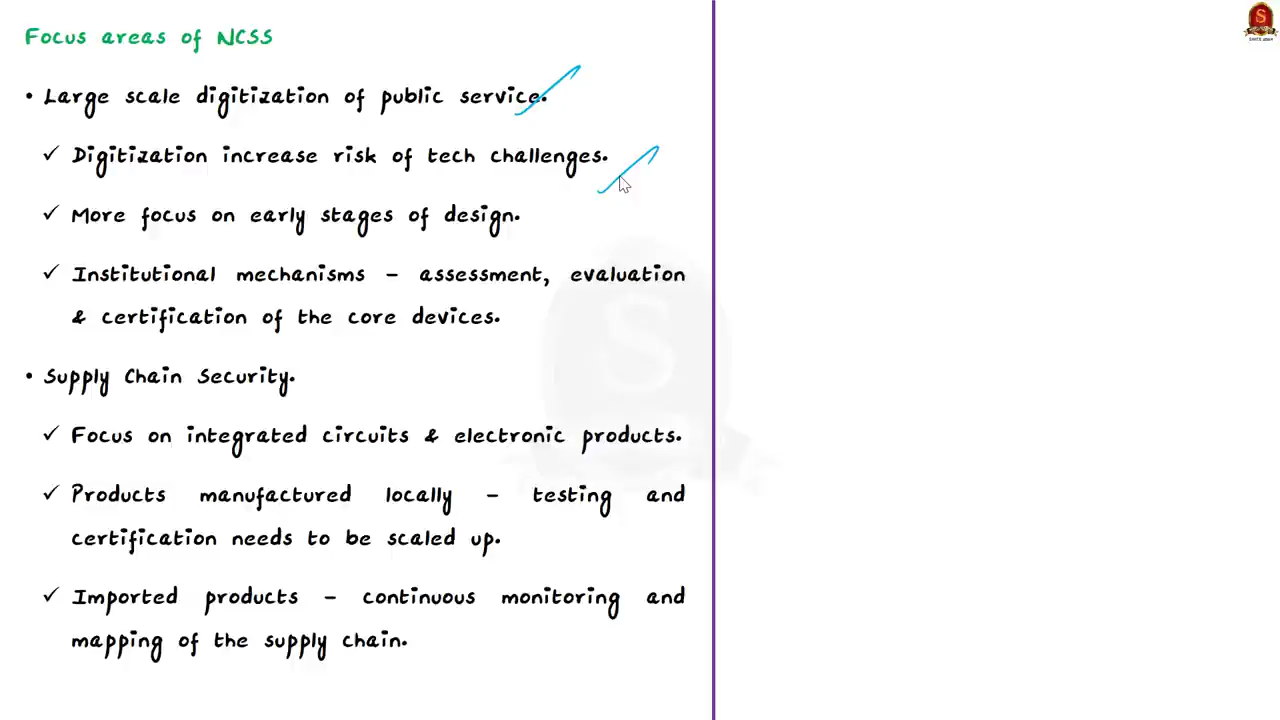 Focus areas of NCSS
• Large scale digitization of public service.
✓ Digitization increase risk of tech challenges.
✓ More focus on early stages of design.
✓ Institutional mechanisms – assessment, evaluation
& certification of the core devices.
• Supply Chain Security.
✓ Focus on integrated circuits & electronic products.
✓ Products manufactured locally – testing and
certification needs to be scaled up.
✓ Imported products – continuous monitoring and
mapping of the supply chain.
S
S